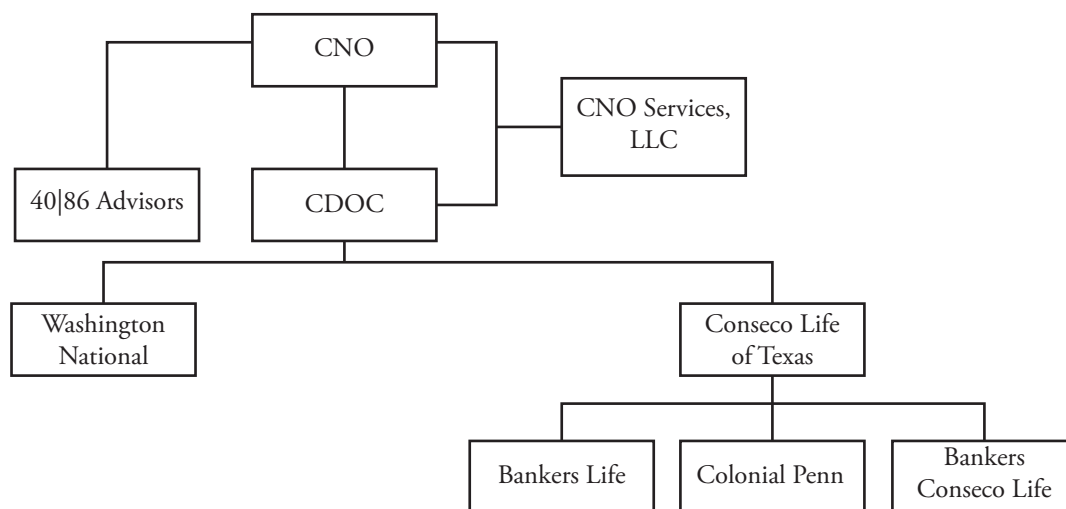 CNO
CNO Services,
LLC
40|86 Advisors
CDOC
Washington
National
Conseco Life
of Texas
Bankers Life
Colonial Penn
Bankers
Conseco Life